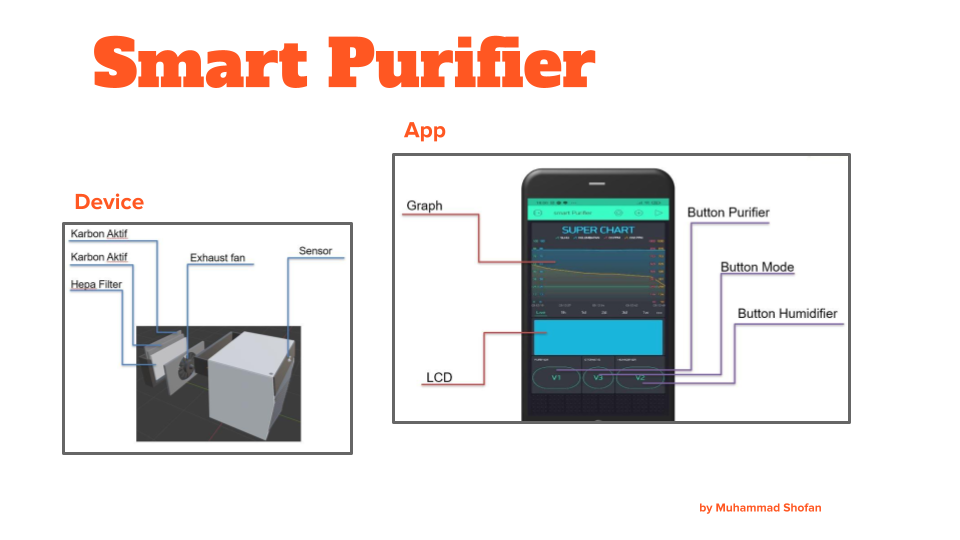 Smart Purifier
App
Device
Karbon Aktif
Karbon Aktif
Hepa Filter
Exhaust fan
Sensor
Graph
LCD
Button Purifier
Button Mode
Button Humidifier
smart Purifier
SUPER CHART
V1
V3
V2
by Muhammad Shofan